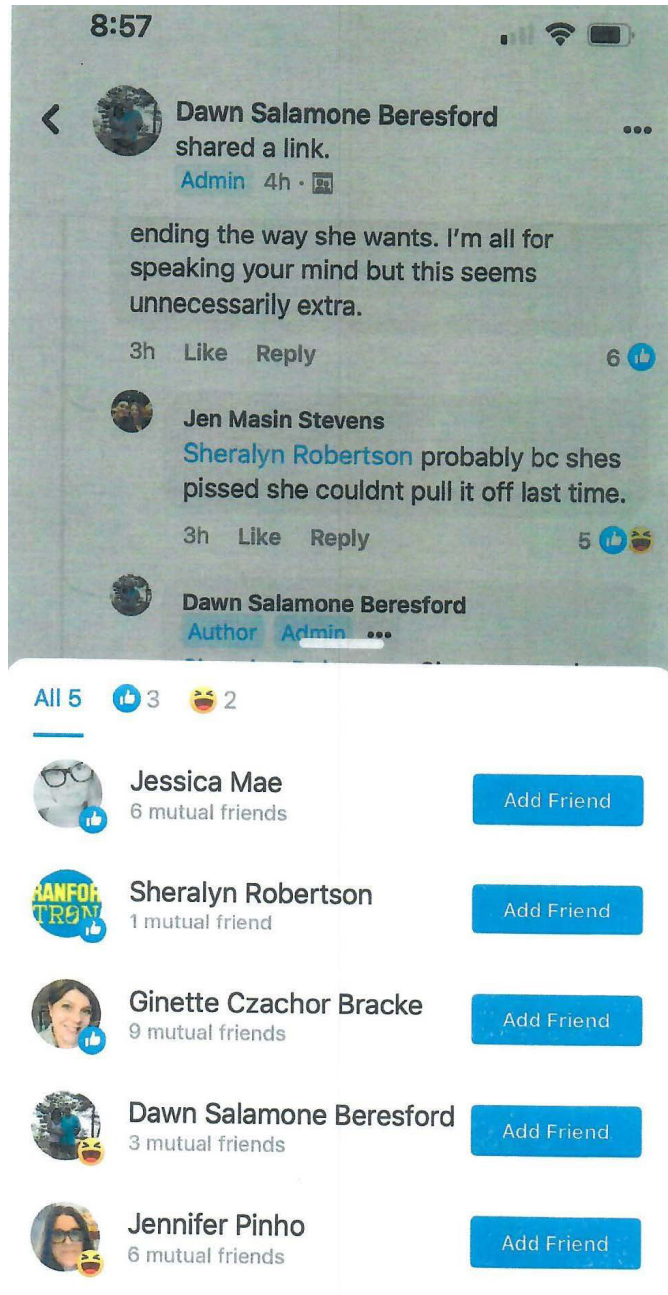 8:57
Dawn Salamone Beresford
shared a link.
Admin 4h ·
ending the way she wants. I'm all for
speaking your mind but this seems
unnecessarily extra.
3h Like Reply 6
Jen Masin Stevens
Sheralyn Robertson probably bc shes
pissed she couldnt pull it off last time.
3h Like Reply 5
Dawn Salamone Beresford
Author Admin
All 5 3 2
Jessica Mae
6 mutual friends
Add Friend
RANFOR
TRON
Sheralyn Robertson
1 mutual friend
Add Friend
Ginette Czachor Bracke
9 mutual friends
Add Friend
Dawn Salamone Beresford
3 mutual friends
Add Friend
Jennifer Pinho
6 mutual friends
Add Friend